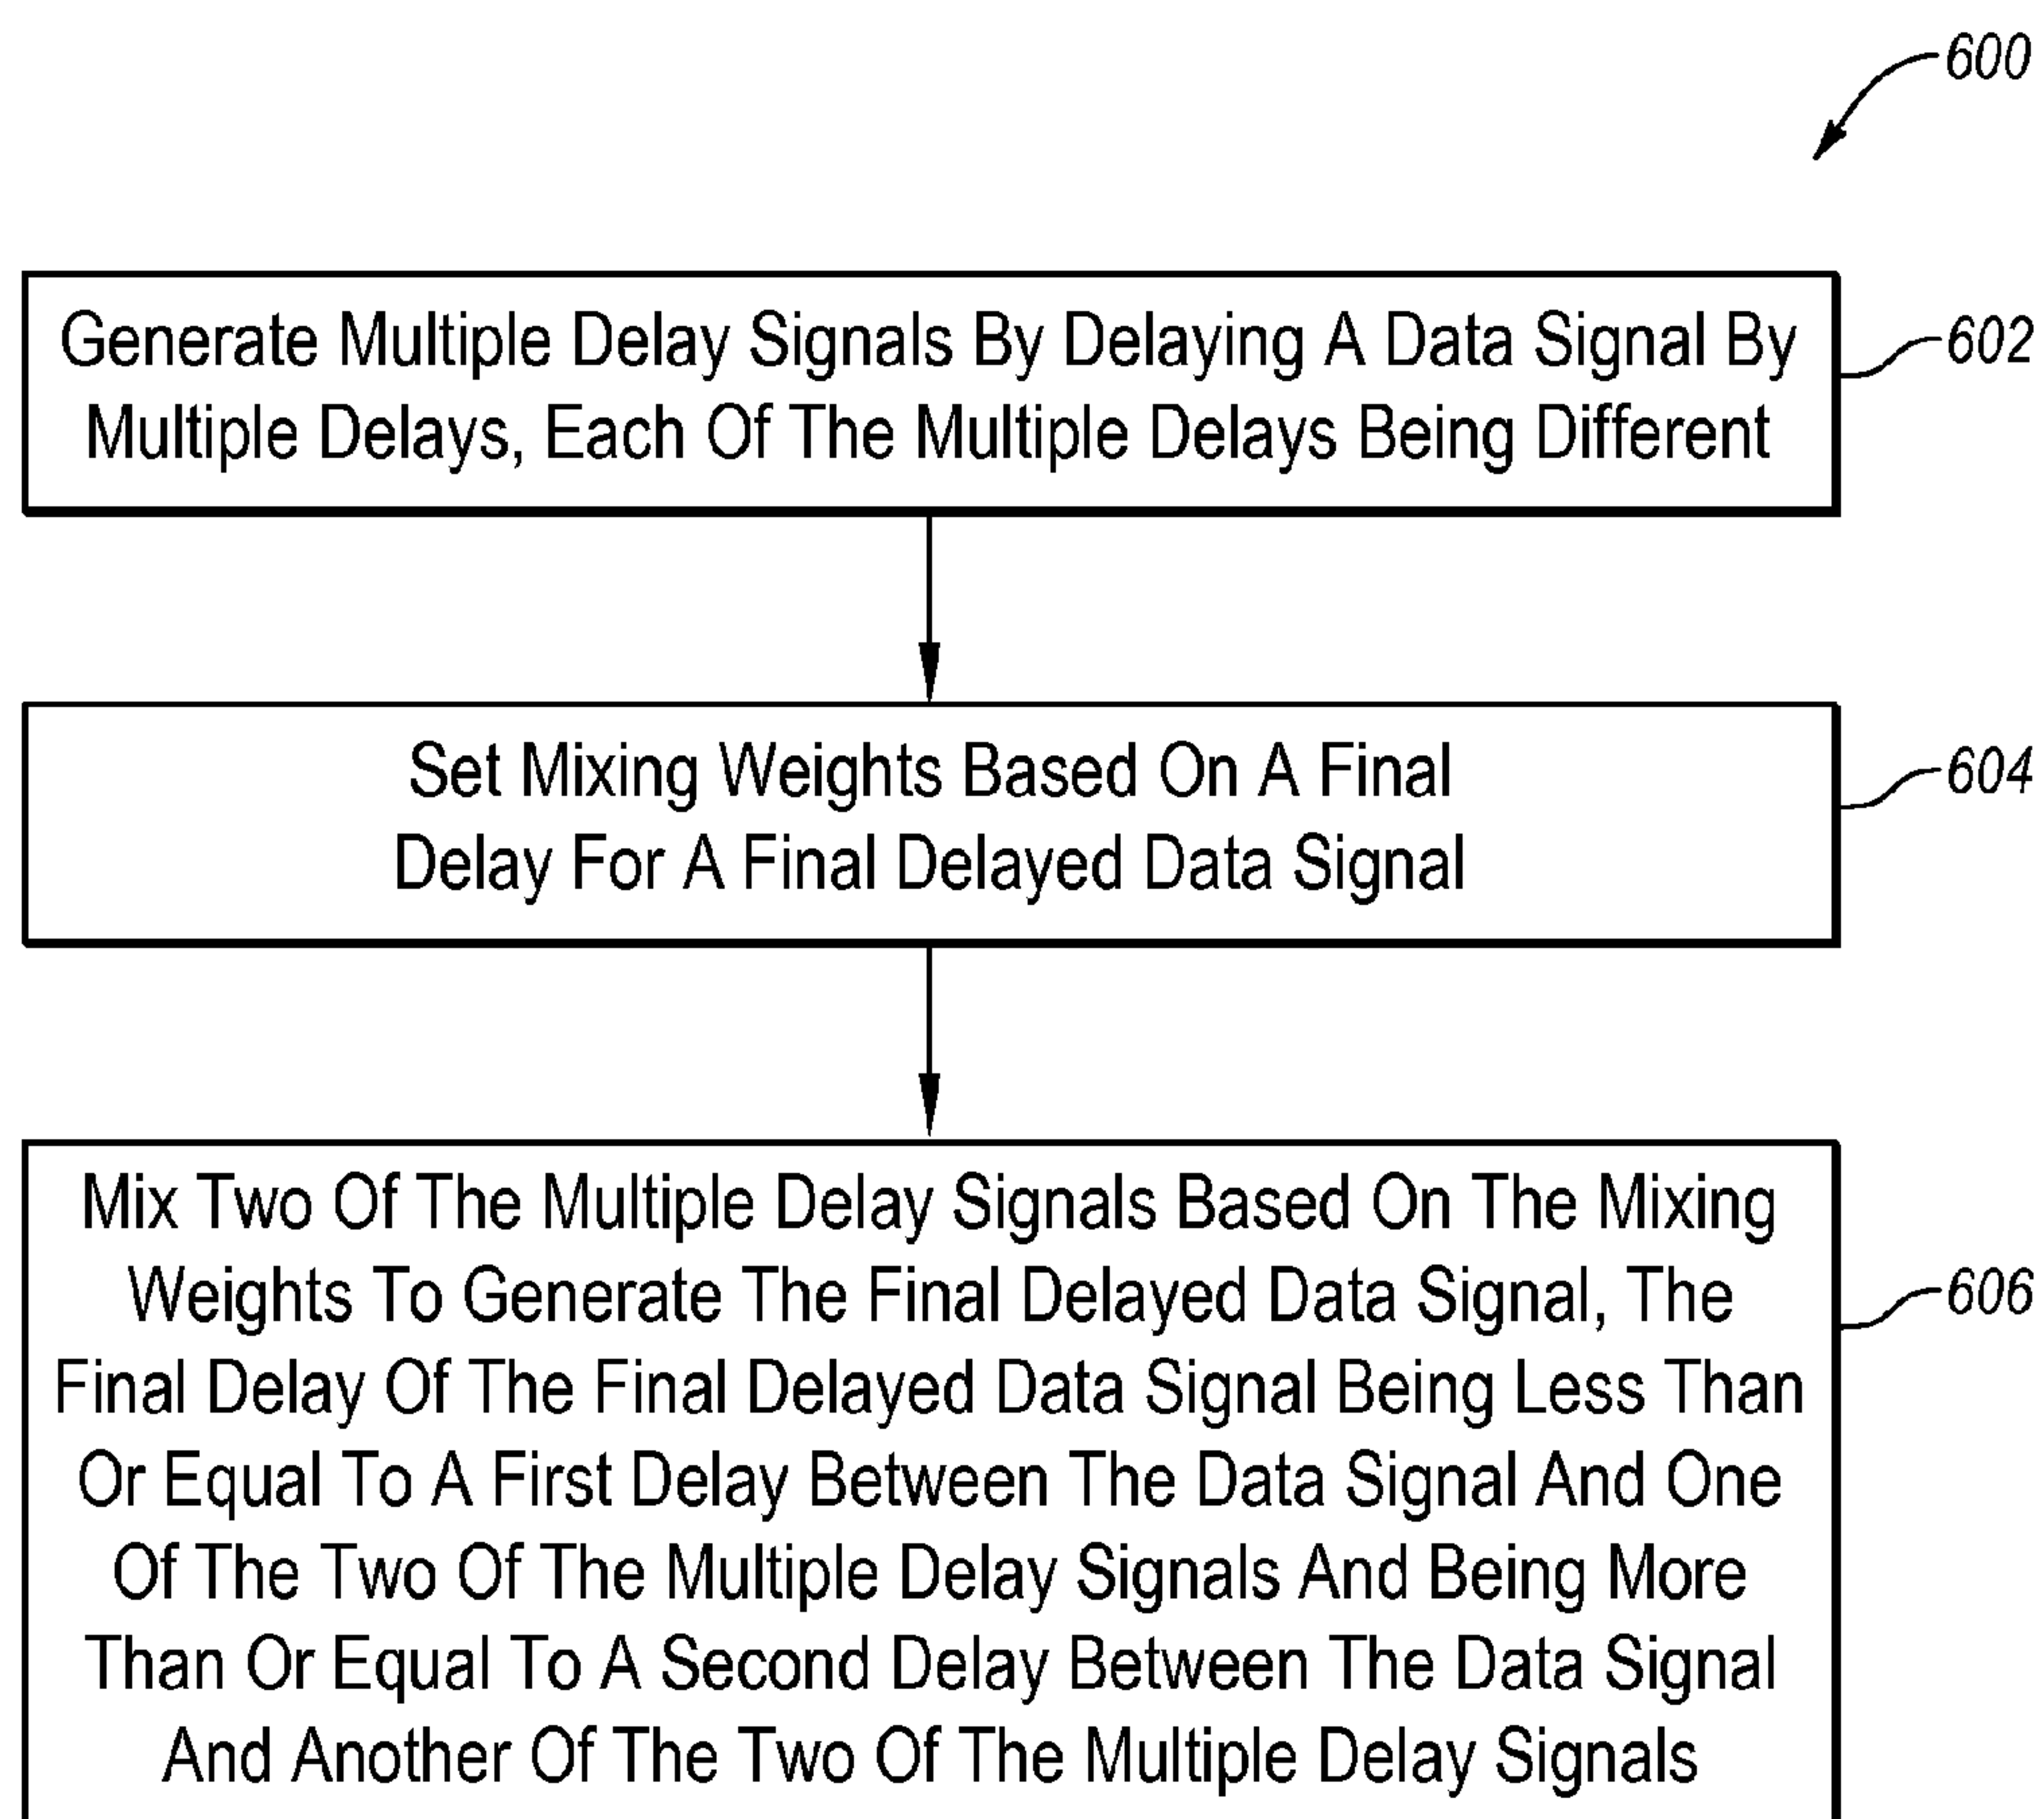 600
Generate Multiple Delay Signals By Delaying A Data Signal By
Multiple Delays, Each Of The Multiple Delays Being Different
602
Set Mixing Weights Based On A Final
Delay For A Final Delayed Data Signal
604
Mix Two Of The Multiple Delay Signals Based On The Mixing
Weights To Generate The Final Delayed Data Signal, The
Final Delay Of The Final Delayed Data Signal Being Less Than
Or Equal To A First Delay Between The Data Signal And One
Of The Two Of The Multiple Delay Signals And Being More
Than Or Equal To A Second Delay Between The Data Signal
And Another Of The Two Of The Multiple Delay Signals
606